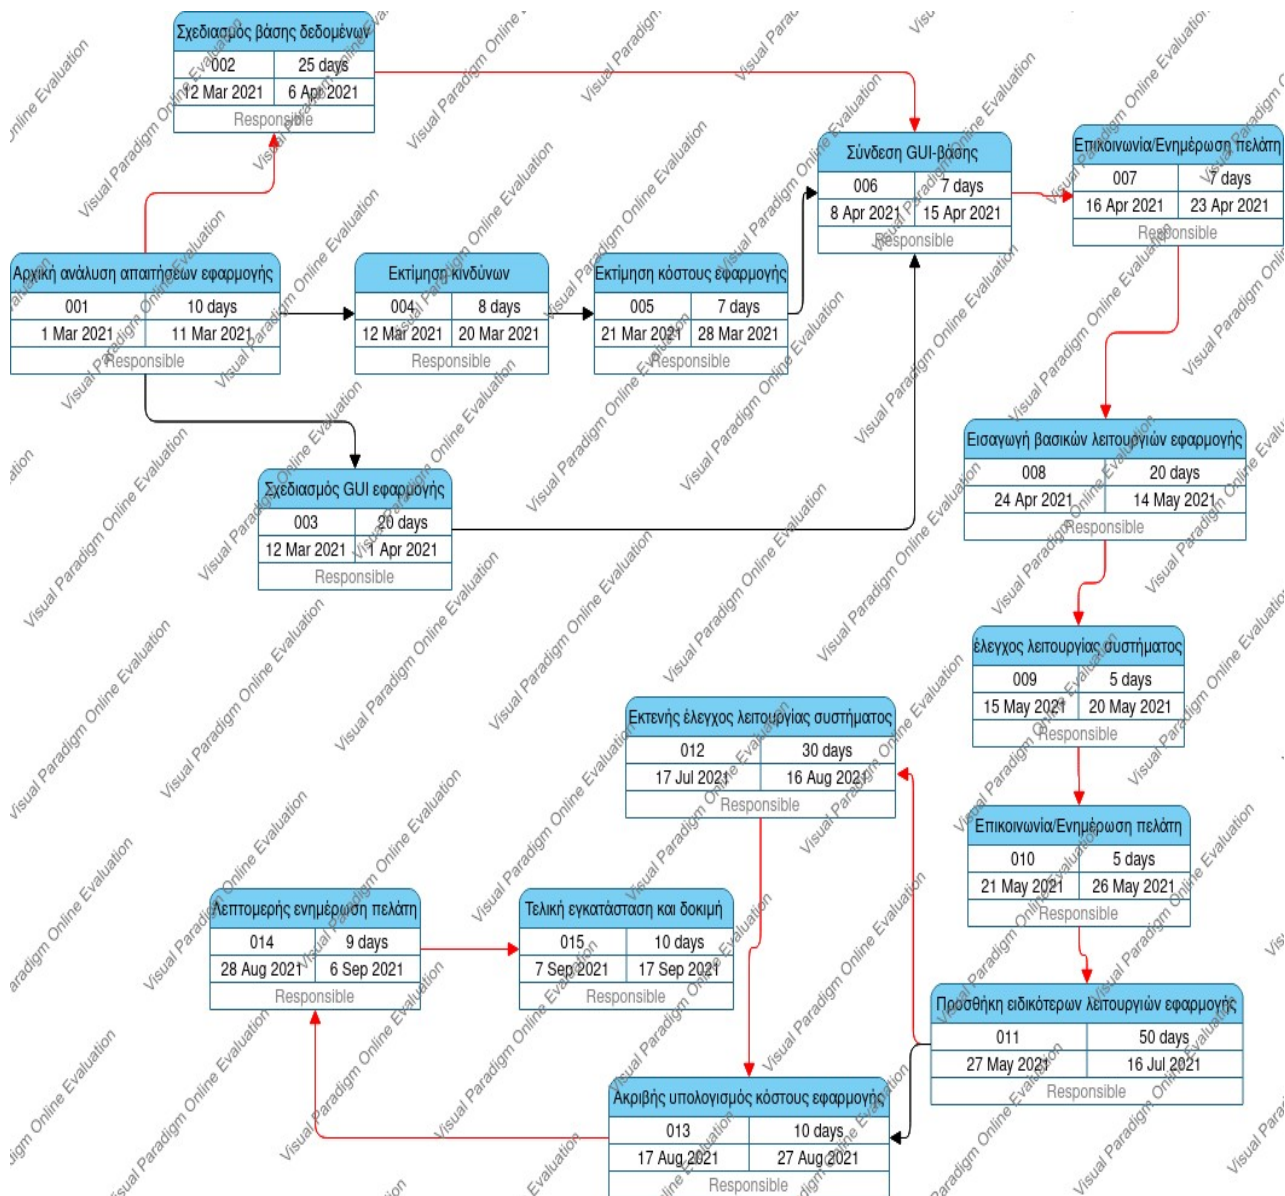 Σχεδιασμός βάσης δεδομένων
002 25 days
12 Mar 2021 6 Apr 2021
Responsible
Σύνδεση GUI-βάσης
006 7 days
8 Apr 2021 15 Apr 2021
Responsible
Επικοινωνία/Ενημέρωση πελάτη
007 7 days
16 Apr 2021 23 Apr 2021
Responsible
Αρχική ανάλυση απαιτήσεων εφαρμογής
001 10 days
1 Mar 2021 11 Mar 2021
Responsible
Εκτίμηση κινδύνων
004 8 days
12 Mar 2021 20 Mar 2021
Responsible
Εκτίμηση κόστους εφαρμογής
005 7 days
21 Mar 2021 28 Mar 2021
Responsible
Σχεδιασμός GUI εφαρμογής
003 20 days
12 Mar 2021 1 Apr 2021
Responsible
Εισαγωγή βασικών λειτουργιών εφαρμογής
008 20 days
24 Apr 2021 14 May 2021
Responsible
έλεγχος λειτουργίας συστήματος
009 5 days
15 May 2021 20 May 2021
Responsible
Επικοινωνία/Ενημέρωση πελάτη
010 5 days
21 May 2021 26 May 2021
Responsible
Προσθήκη ειδικότερων λειτουργιών εφαρμογής
011 50 days
27 May 2021 16 Jul 2021
Responsible
Εκτενής έλεγχος λειτουργίας συστήματος
012 30 days
17 Jul 2021 16 Aug 2021
Responsible
Ακριβής υπολογισμός κόστους εφαρμογής
013 10 days
17 Aug 2021 27 Aug 2021
Responsible
Λεπτομερής ενημέρωση πελάτη
014 9 days
28 Aug 2021 6 Sep 2021
Responsible
Τελική εγκατάσταση και δοκιμή
015 10 days
7 Sep 2021 17 Sep 2021
Responsible
Visual Paradigm Online Evaluation